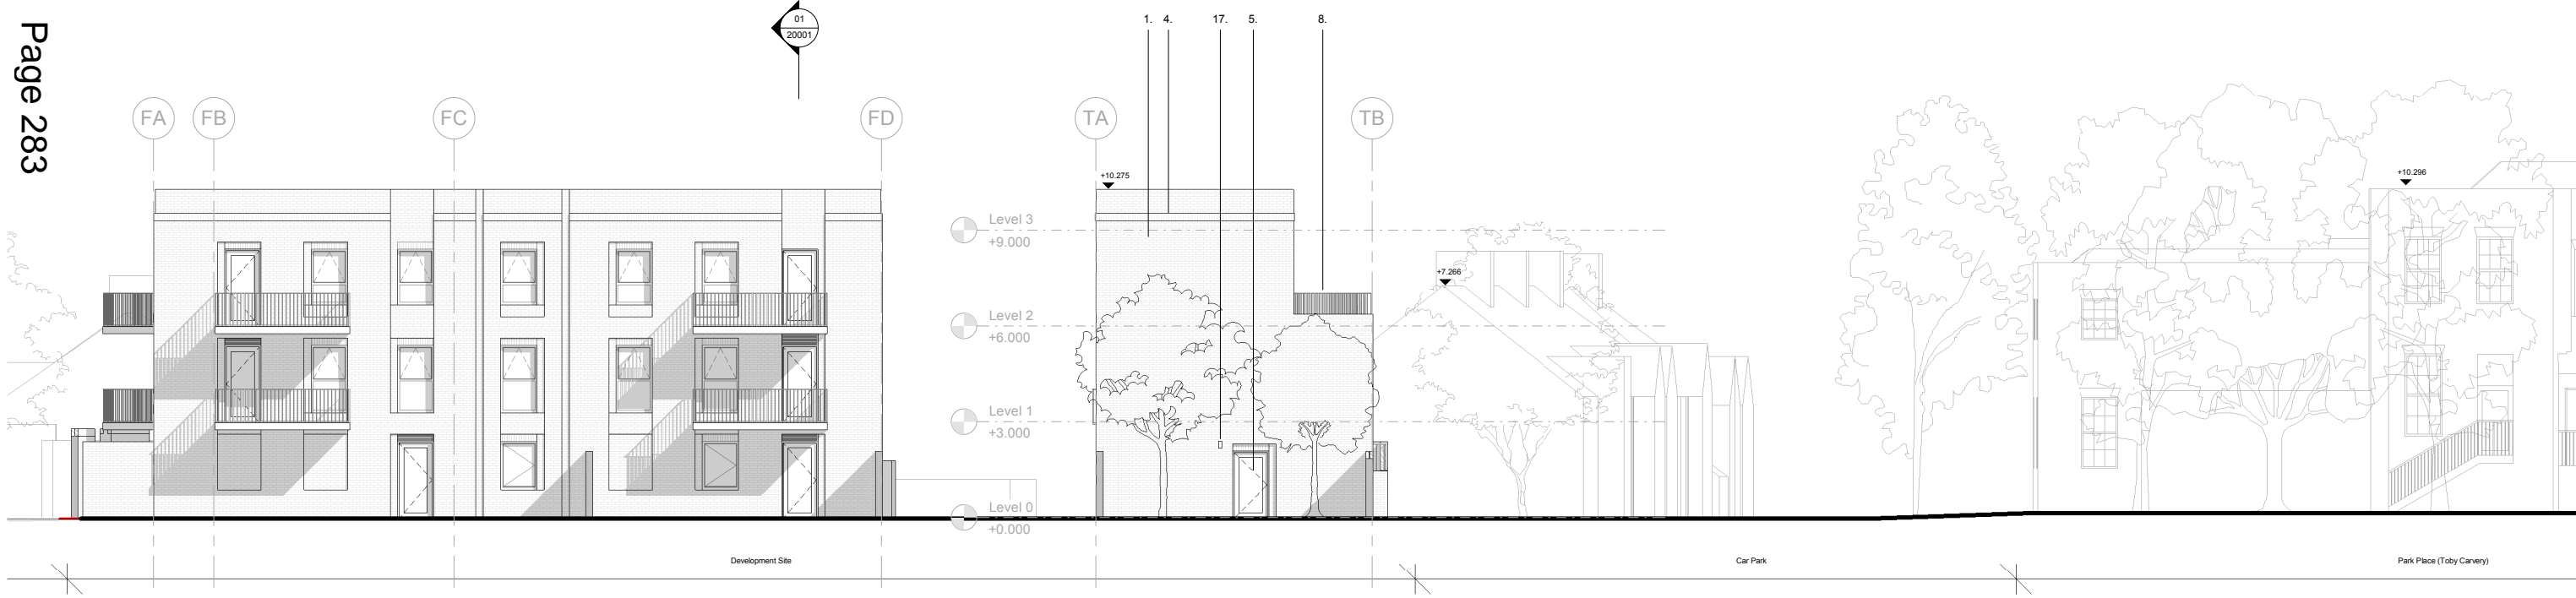 Page 283
01
20001
1. 4. 17. 5. 8.
FA FB FC FD TA TB
+10.275
+10.296
Level 3
+9.000
+7.266
Level 2
+6.000
Level 1
+3.000
Level 0
+0.000
Development Site
Car Park
Park Place (Toby Carvery)